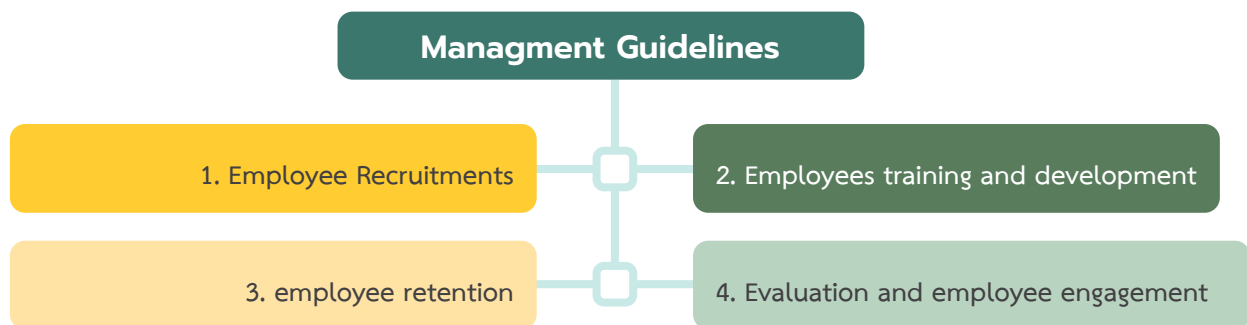 Managment Guidelines
1. Employee Recruitments
2. Employees training and development
3. employee retention
4. Evaluation and employee engagement